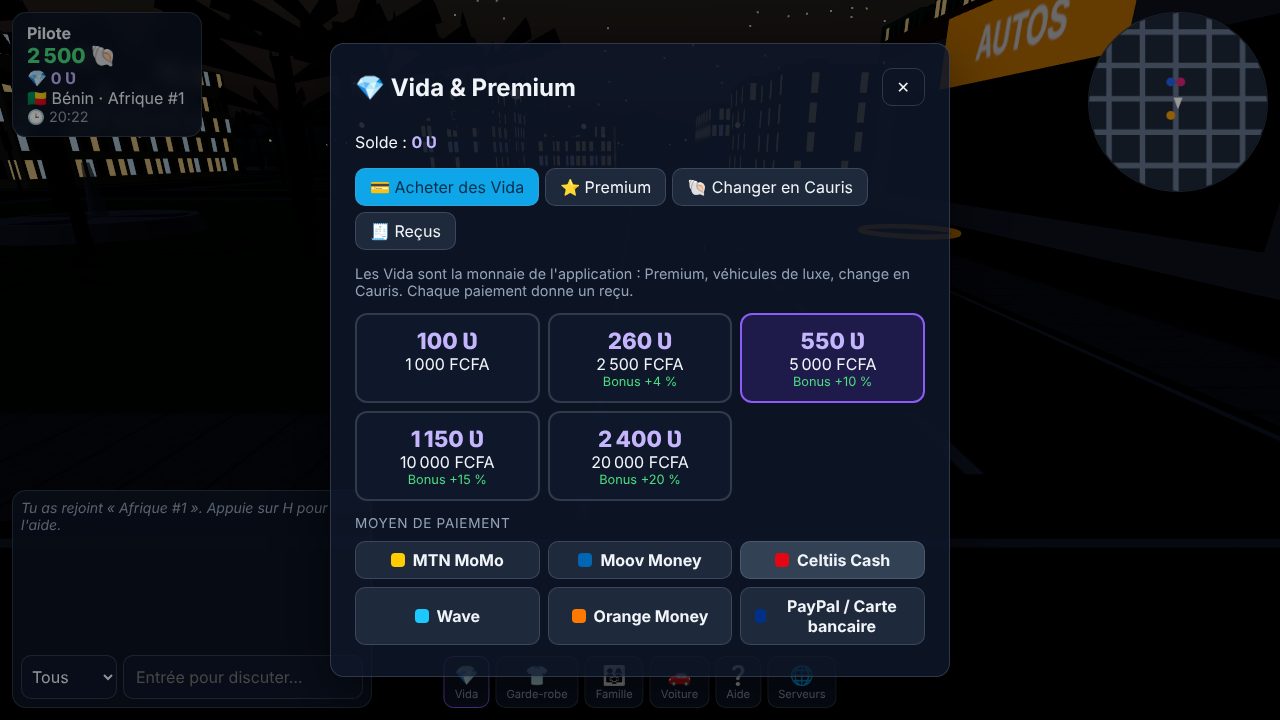 Pilote
2 500 🐚
💎 0 Ʋ
🇧🇯 Bénin · Afrique #1
🕒 20:22
AUTOS
💎 Vida & Premium
✕
Solde : 0 Ʋ
💳 Acheter des Vida
⭐ Premium
🐚 Changer en Cauris
🧾 Reçus
Les Vida sont la monnaie de l'application : Premium, véhicules de luxe, change en
Cauris. Chaque paiement donne un reçu.
100 Ʋ
1 000 FCFA
260 Ʋ
2 500 FCFA
Bonus +4 %
550 Ʋ
5 000 FCFA
Bonus +10 %
1 150 Ʋ
10 000 FCFA
Bonus +15 %
2 400 Ʋ
20 000 FCFA
Bonus +20 %
MOYEN DE PAIEMENT
MTN MoMo
Moov Money
Celtiis Cash
Wave
Orange Money
PayPal / Carte
bancaire
Tu as rejoint « Afrique #1 ». Appuie sur H pour
l'aide.
Tous
Entrée pour discuter...
Vida
Garde-robe
Famille
Voiture
❓
Aide
Serveurs